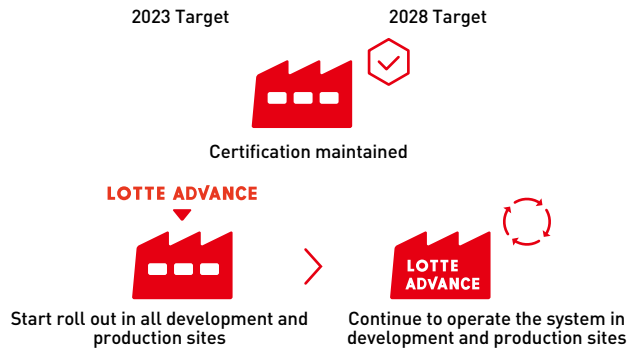 2023 Target
2028 Target
Certification maintained
LOTTE ADVANCE
LOTTE
ADVANCE
Start roll out in all development and
production sites
Continue to operate the system in
development and production sites